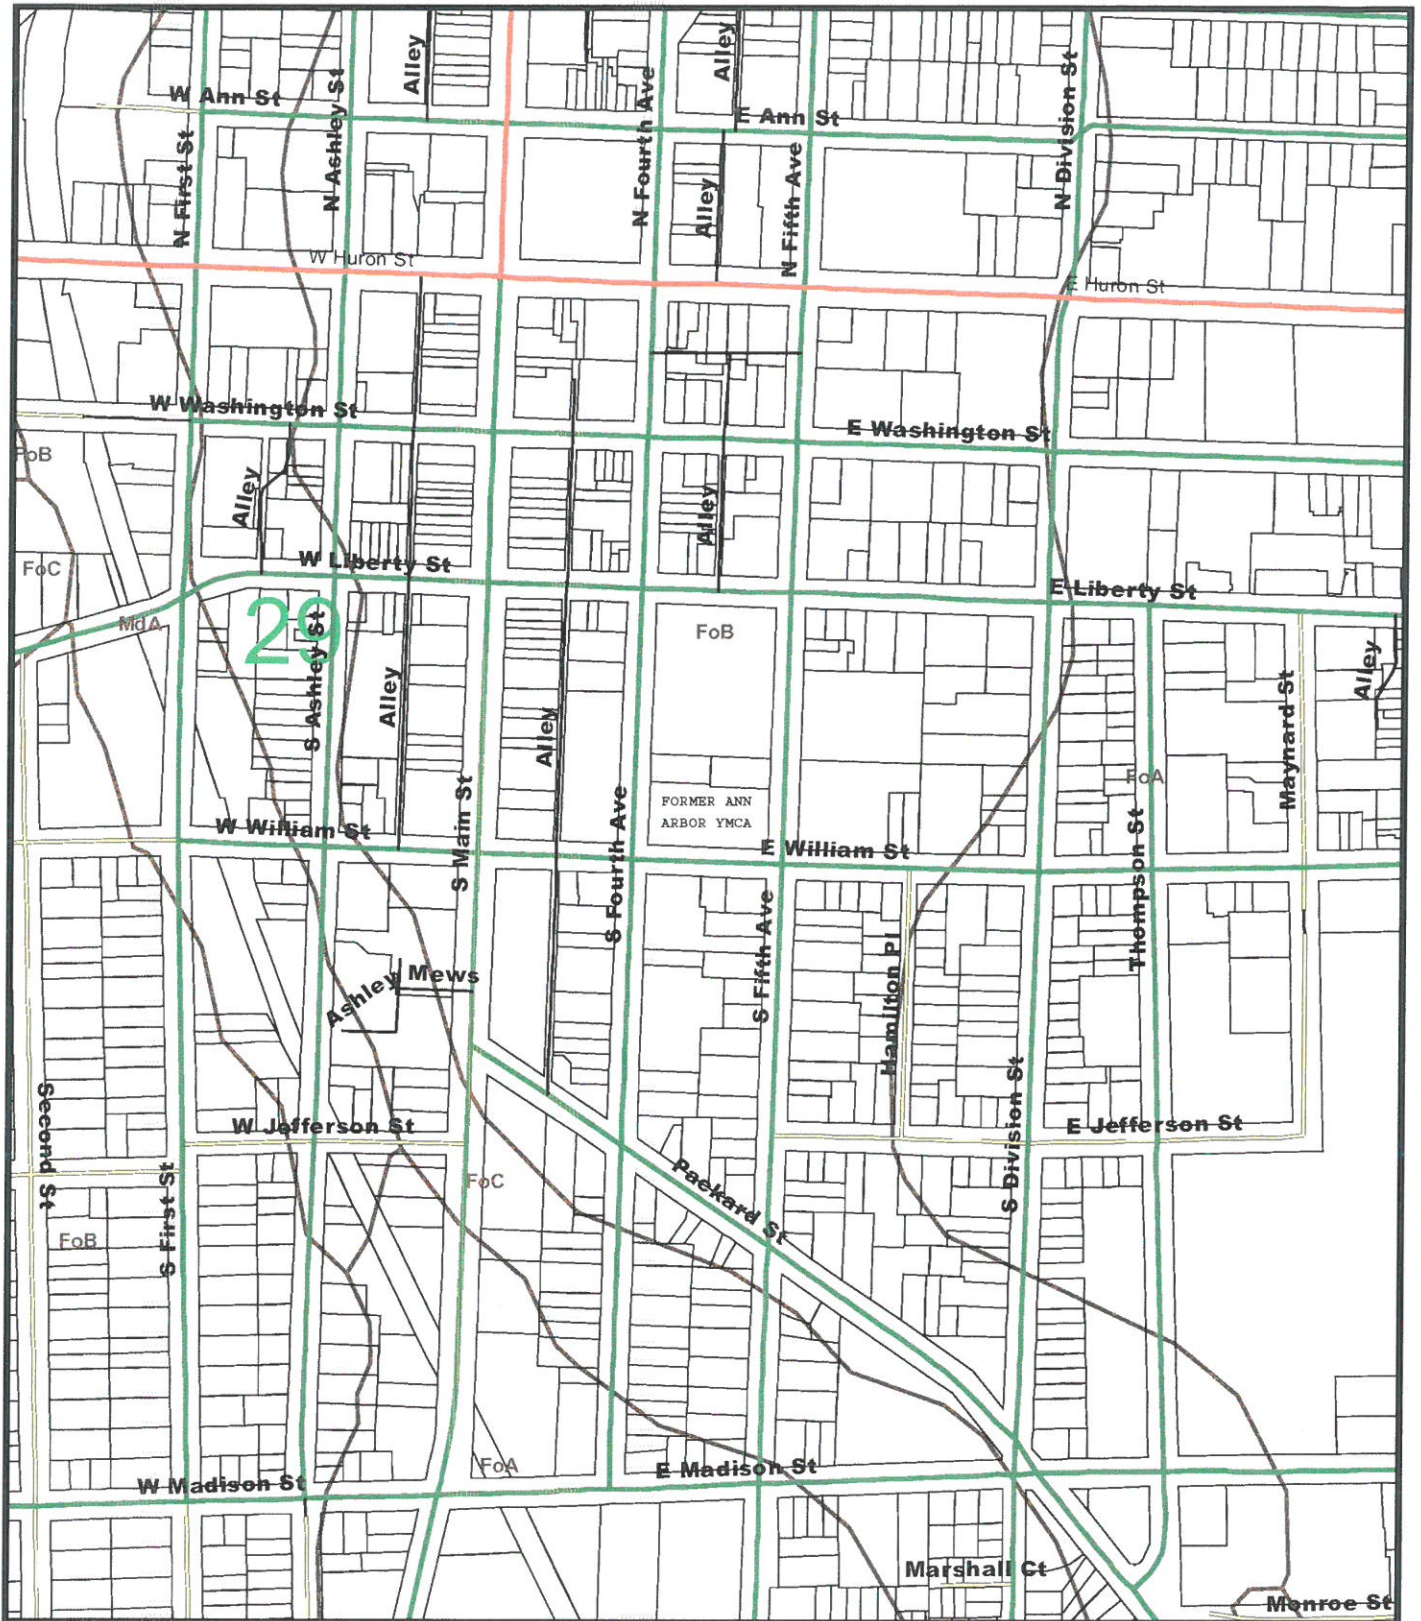 Alley
Alley
W Ann St
N Ashley St
N Fourth Ave
E Ann St
N Division St
N First St
Alley
N Fifth Ave
W Huron St
E Huron St
W Washington St
E Washington St
FoB
Alley
Alley
W Liberty St
FoC
E Liberty St
29
MdA
FoB
S Ashley St
Alley
Alley
Alley
Maynard St
FoA
FORMER ANN
ARBOR YMCA
W William St
S Main St
S Fourth Ave
E William St
Thompson St
S Fifth Ave
Ashley Mews
Hamilton Pl
Second St
W Jefferson St
S Division St
E Jefferson St
FoC
Packard St
S First St
FoB
FoA
E Madison St
W Madison St
Marshall Ct
Monroe St